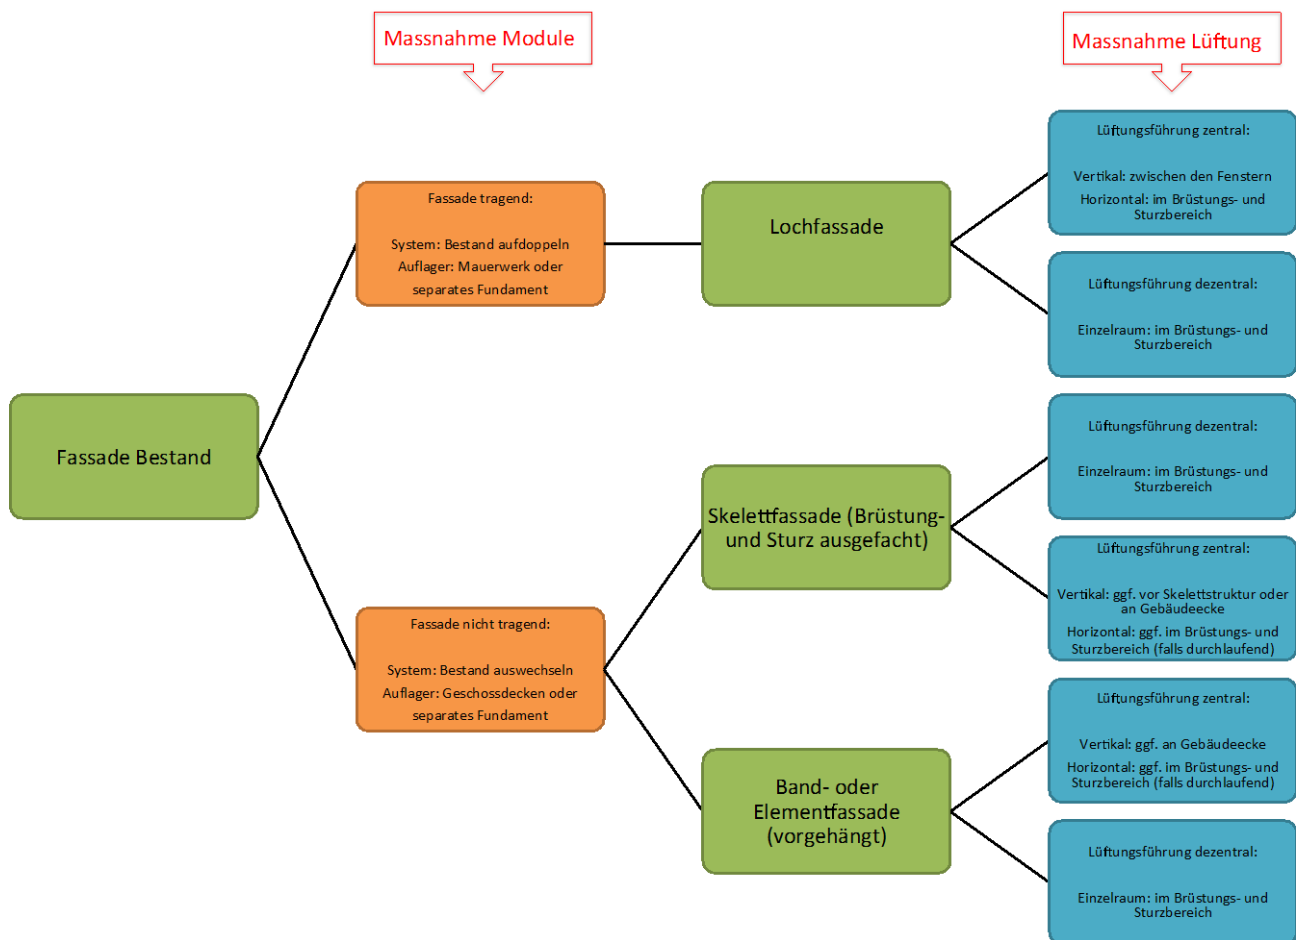 Massnahme Module
Massnahme Lüftung
Fassade Bestand
Fassade tragend:
System: Bestand aufdoppeln
Auflager: Mauerwerk oder
separates Fundament
Lochfassade
Lüftungsführung zentral:
Vertikal: zwischen den Fenstern
Horizontal: im Brüstungs- und
Sturzbereich
Lüftungsführung dezentral:
Einzelraum: im Brüstungs- und
Sturzbereich
Fassade nicht tragend:
System: Bestand auswechseln
Auflager: Geschossdecken oder
separates Fundament
Skelettfassade (Brüstung-
und Sturz ausgefacht)
Lüftungsführung dezentral:
Einzelraum: im Brüstungs- und
Sturzbereich
Lüftungsführung zentral:
Vertikal: ggf. vor Skelettstruktur oder
an Gebäudeecke
Horizontal: ggf. im Brüstungs- und
Sturzbereich (falls durchlaufend)
Band- oder
Elementfassade
(vorgehängt)
Lüftungsführung zentral:
Vertikal: ggf. an Gebäudeecke
Horizontal: ggf. im Brüstungs- und
Sturzbereich (falls durchlaufend)
Lüftungsführung dezentral:
Einzelraum: im Brüstungs- und
Sturzbereich